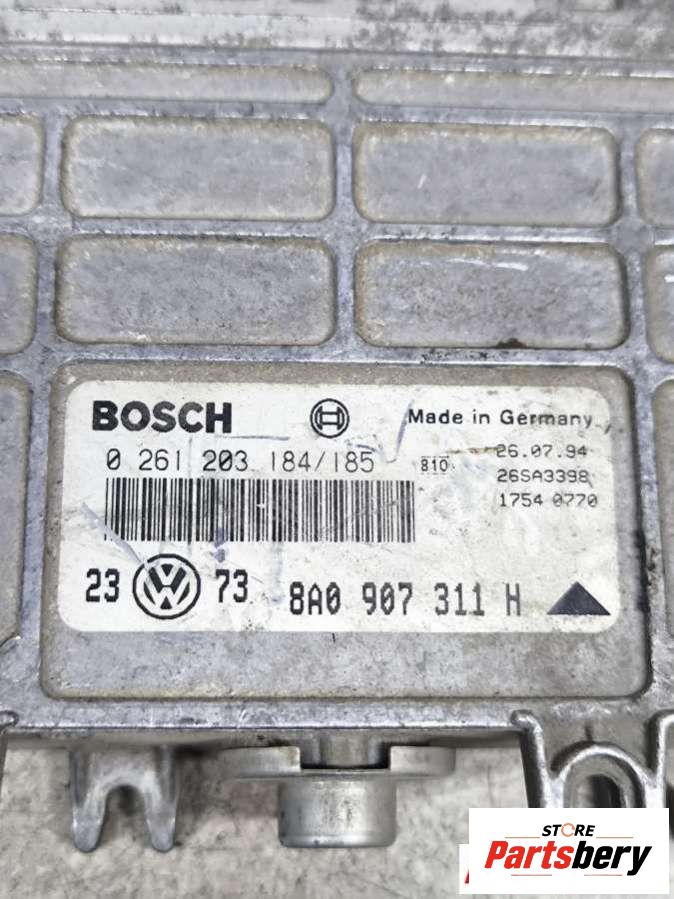 BOSCH Made in Germany
0 261 203 184/185 810 26.07.94
26SA3398
1754 0770
23 VW 73 8A0 907 311 H
STORE
Partsbery